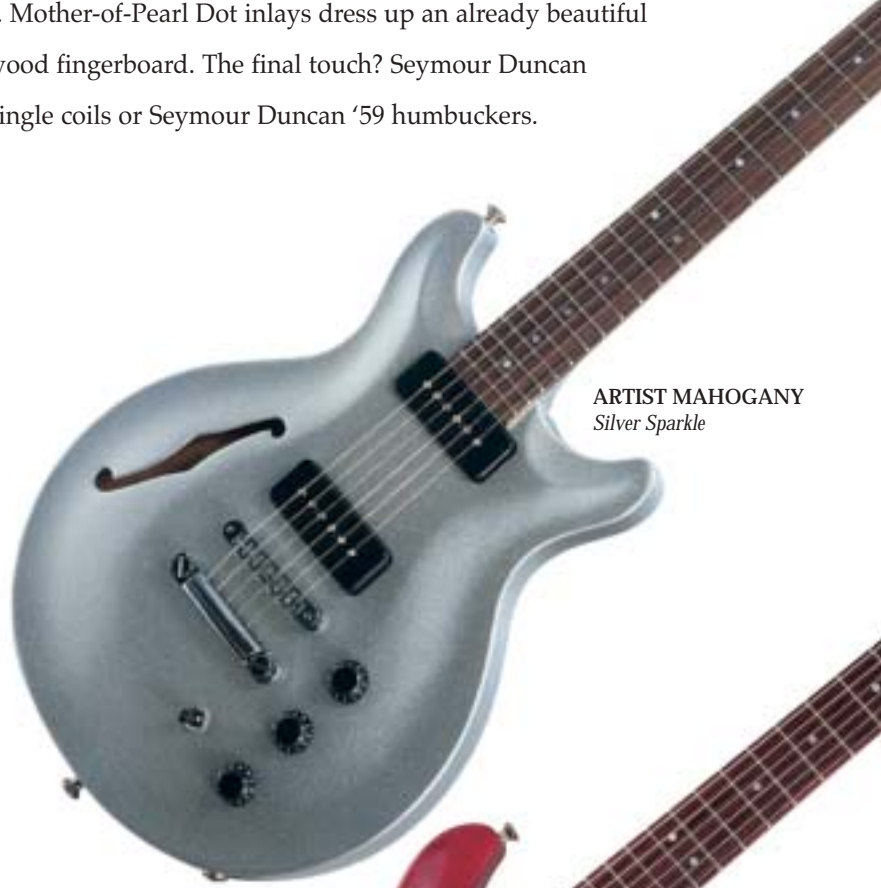 . Mother-of-Pearl Dot inlays dress up an already beautiful
wood fingerboard. The final touch? Seymour Duncan
ingle coils or Seymour Duncan ‘59 humbuckers.
ARTIST MAHOGANY
Silver Sparkle